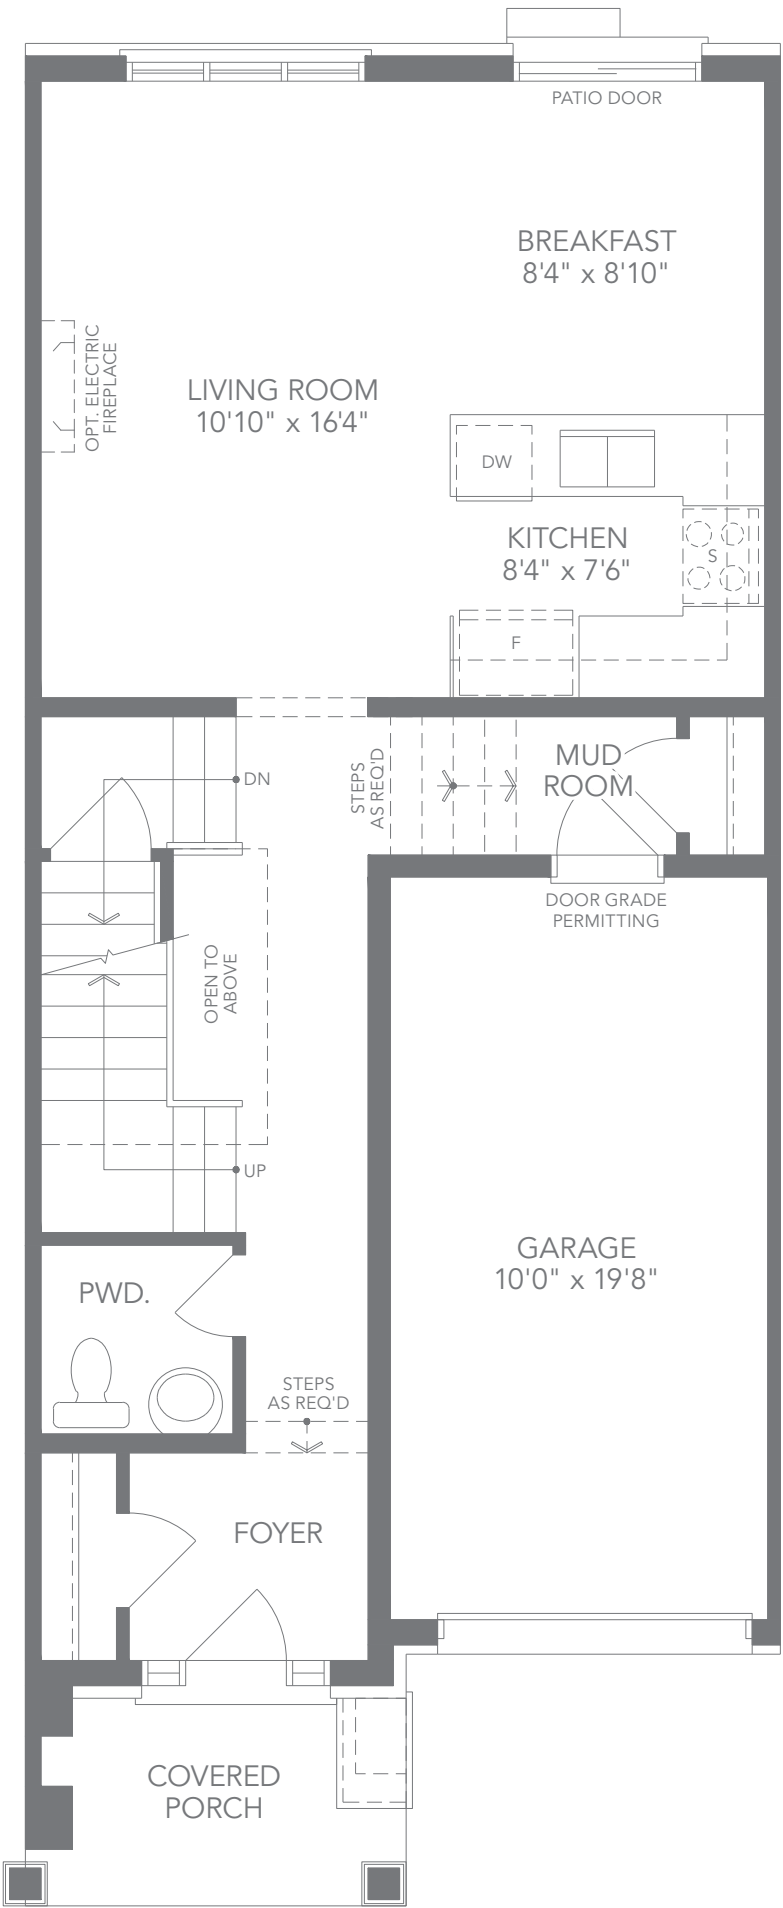 PATIO DOOR
BREAKFAST
8'4" x 8'10"
OPT. ELECTRIC
FIREPLACE
LIVING ROOM
10'10" x 16'4"
DW
KITCHEN
8'4" x 7'6"
S
F
DN
STEPS
AS REQ'D
MUD
ROOM
DOOR GRADE
PERMITTING
OPEN TO
ABOVE
UP
GARAGE
10'0" x 19'8"
PWD.
STEPS
AS REQ'D
FOYER
COVERED
PORCH